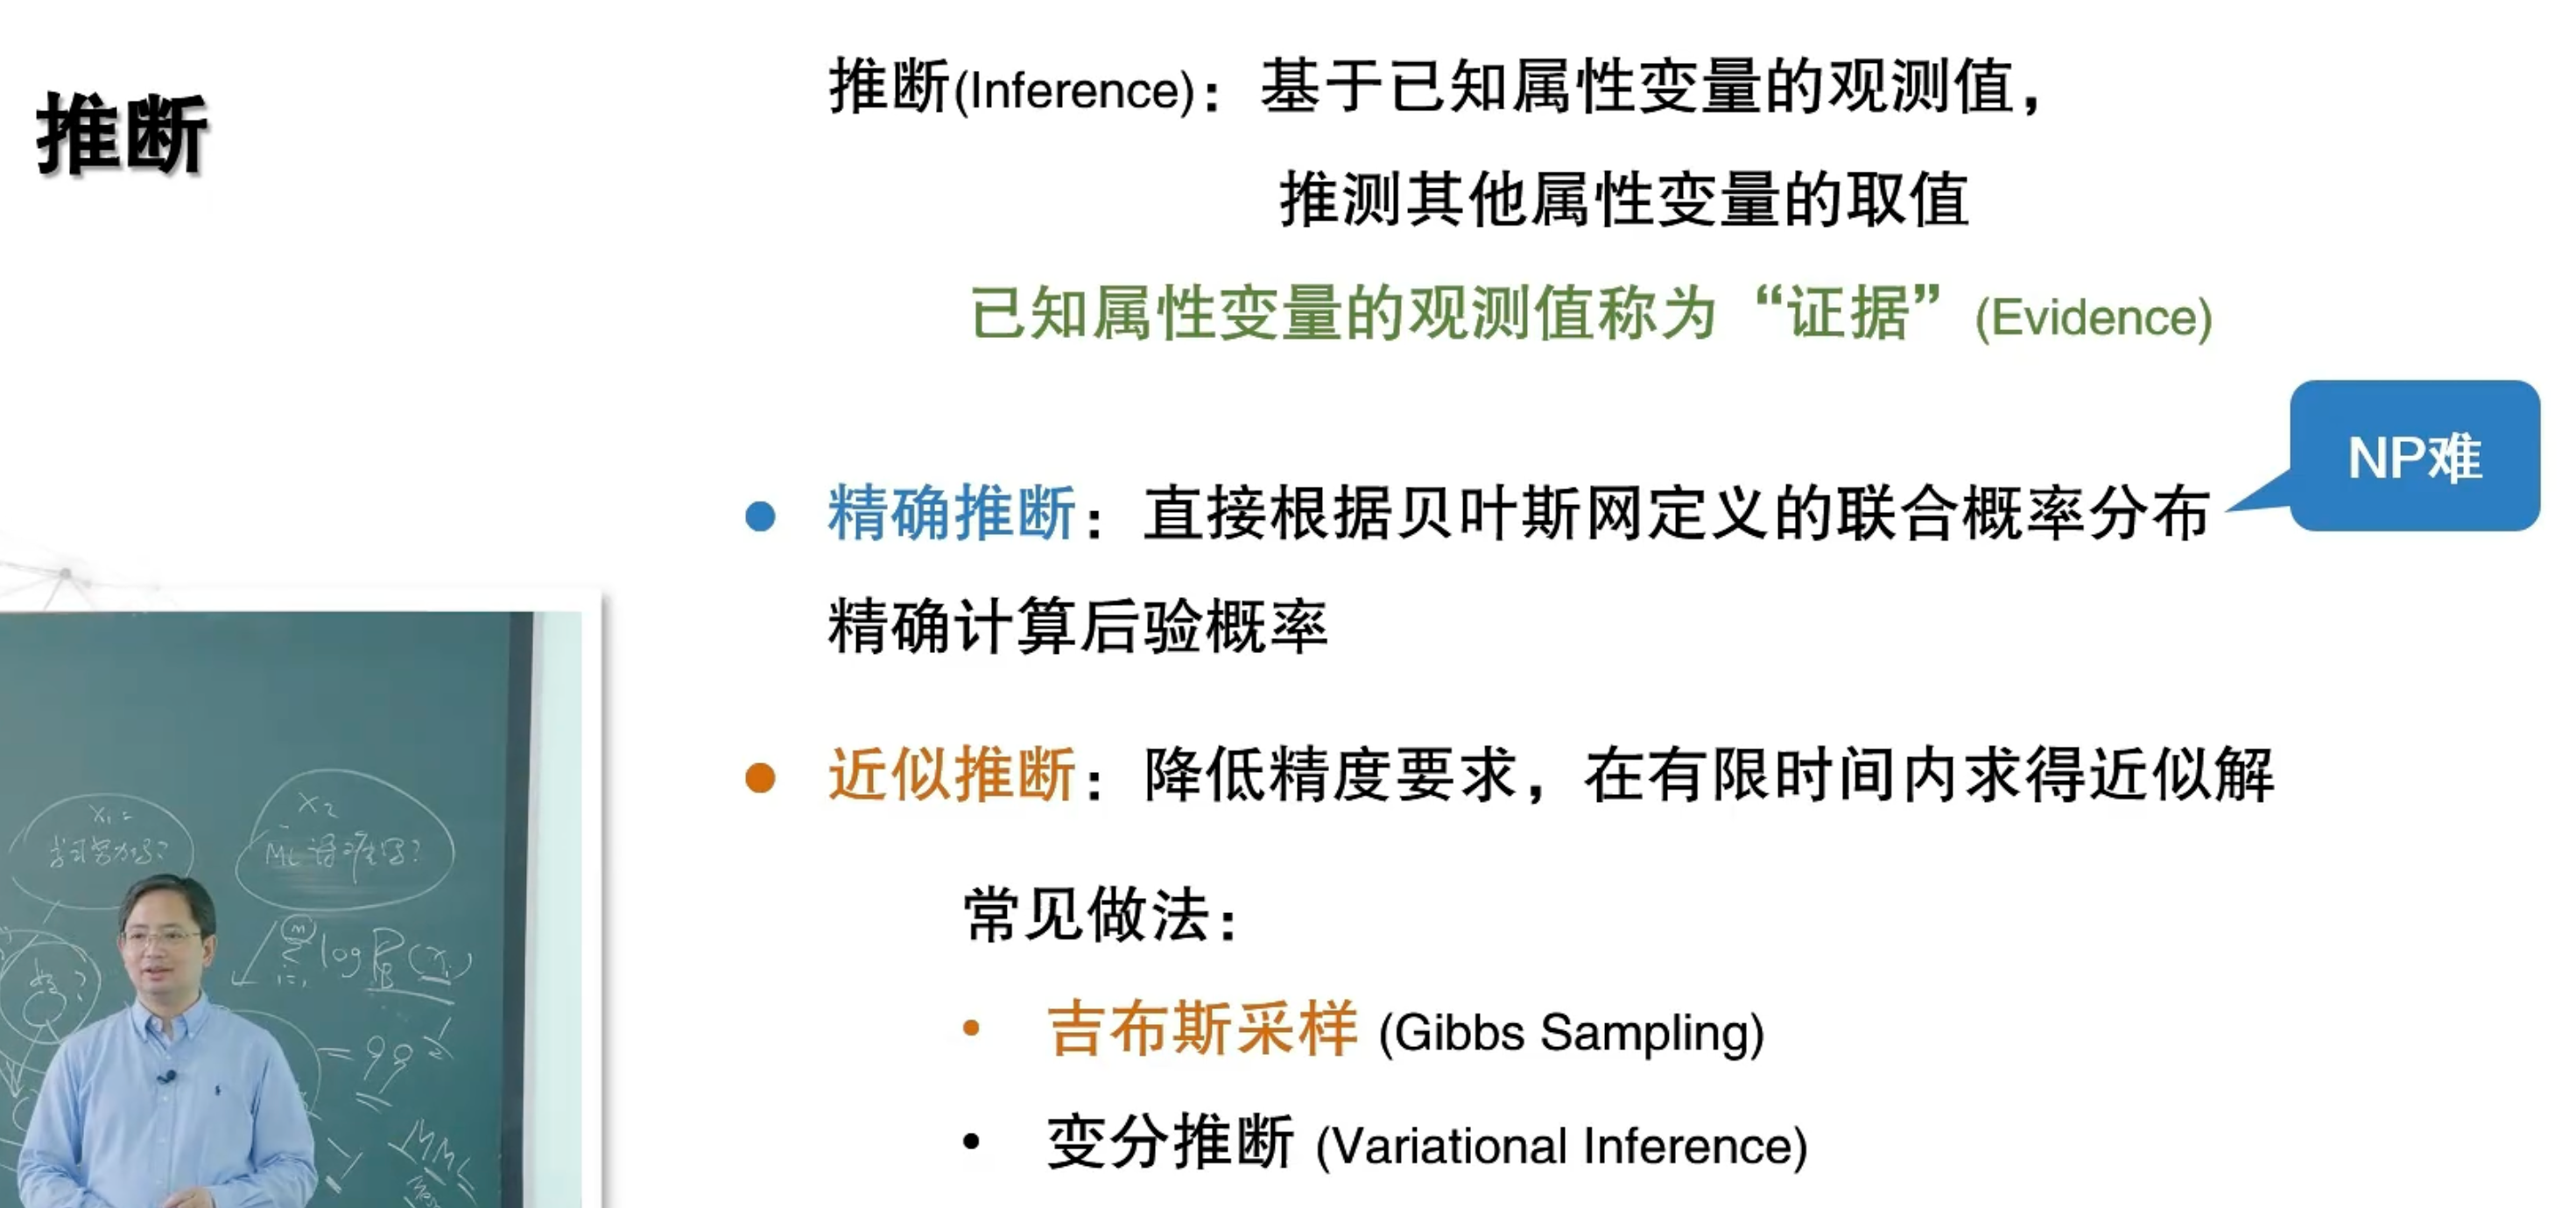 推断
推断(Inference)：基于已知属性变量的观测值，
推测其他属性变量的取值
已知属性变量的观测值称为“证据”(Evidence)
NP难
精确推断：直接根据贝叶斯网定义的联合概率分布
精确计算后验概率
近似推断：降低精度要求，在有限时间内求得近似解
常见做法：
吉布斯采样 (Gibbs Sampling)
变分推断 (Variational Inference)
X₁ =
X₂